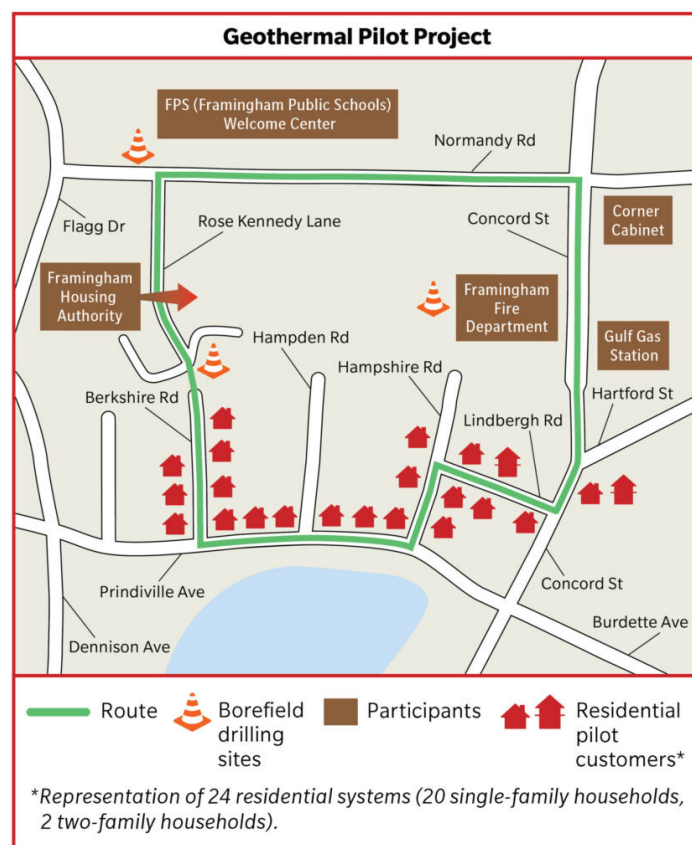 Geothermal Pilot Project
FPS (Framingham Public Schools)
Welcome Center
Normandy Rd
Flagg Dr
Rose Kennedy Lane
Concord St
Corner
Cabinet
Framingham
Housing
Authority
Framingham
Fire
Department
Hampden Rd
Gulf Gas
Station
Hampshire Rd
Berkshire Rd
Lindbergh Rd
Hartford St
Prindiville Ave
Concord St
Dennison Ave
Burdette Ave
Route
Borefield
drilling
sites
Participants
Residential
pilot
customers*
*Representation of 24 residential systems (20 single-family households,
2 two-family households).